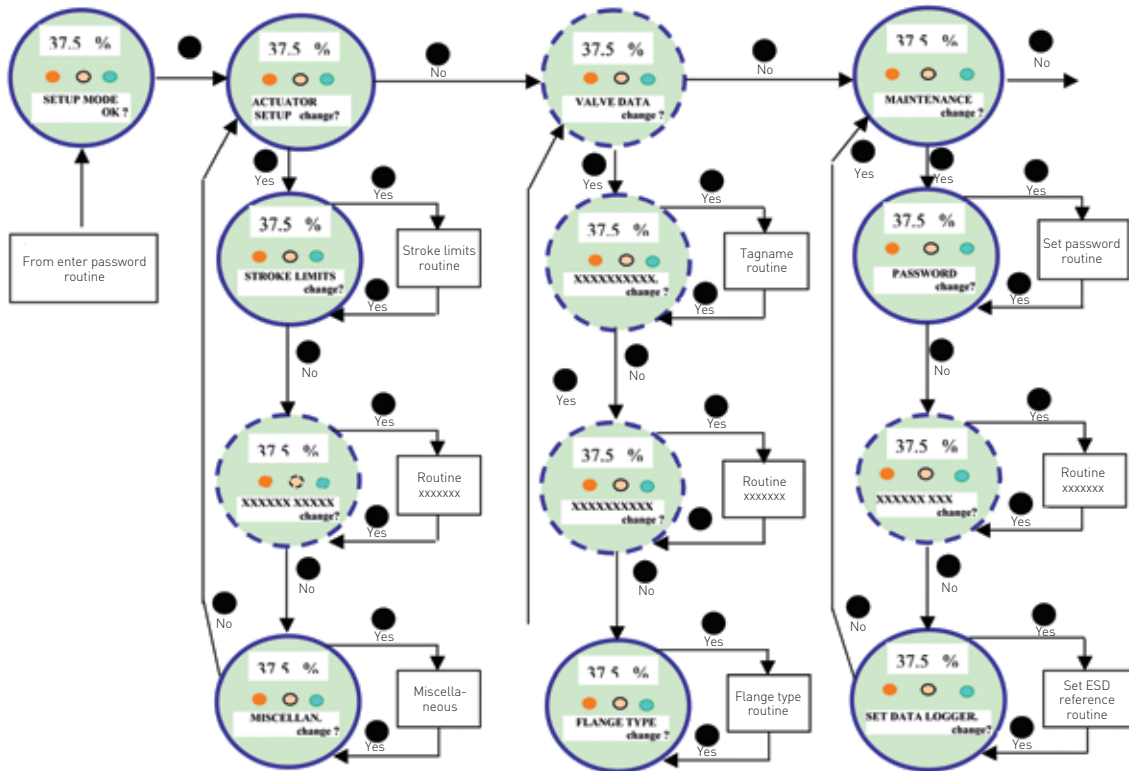 37.5 %
SETUP MODE
OK ?
From enter password
routine
37.5 %
ACTUATOR
SETUP change?
No
Yes
37.5 %
STROKE LIMITS
change?
Yes
Stroke limits
routine
Yes
No
37.5 %
XXXXXX XXXXX
change?
Yes
Routine
xxxxxxx
Yes
No
No
37.5 %
MISCELLAN.
change ?
Yes
Miscella-
neous
Yes
37.5 %
VALVE DATA
change ?
No
Yes
37.5 %
XXXXXXXXXX.
change ?
Yes
Tagname
routine
Yes
Yes
No
37.5 %
XXXXXXXXXX
change ?
Yes
Routine
xxxxxxx
No
37.5 %
FLANGE TYPE
change ?
Yes
Flange type
routine
Yes
37.5 %
MAINTENANCE
change ?
No
Yes
Yes
37.5 %
PASSWORD
change?
Yes
Set password
routine
Yes
No
37.5 %
XXXXXX XXX
change?
Yes
Routine
xxxxxxx
Yes
No
No
37.5 %
SET DATA LOGGER.
change?
Yes
Set ESD
reference
routine
Yes